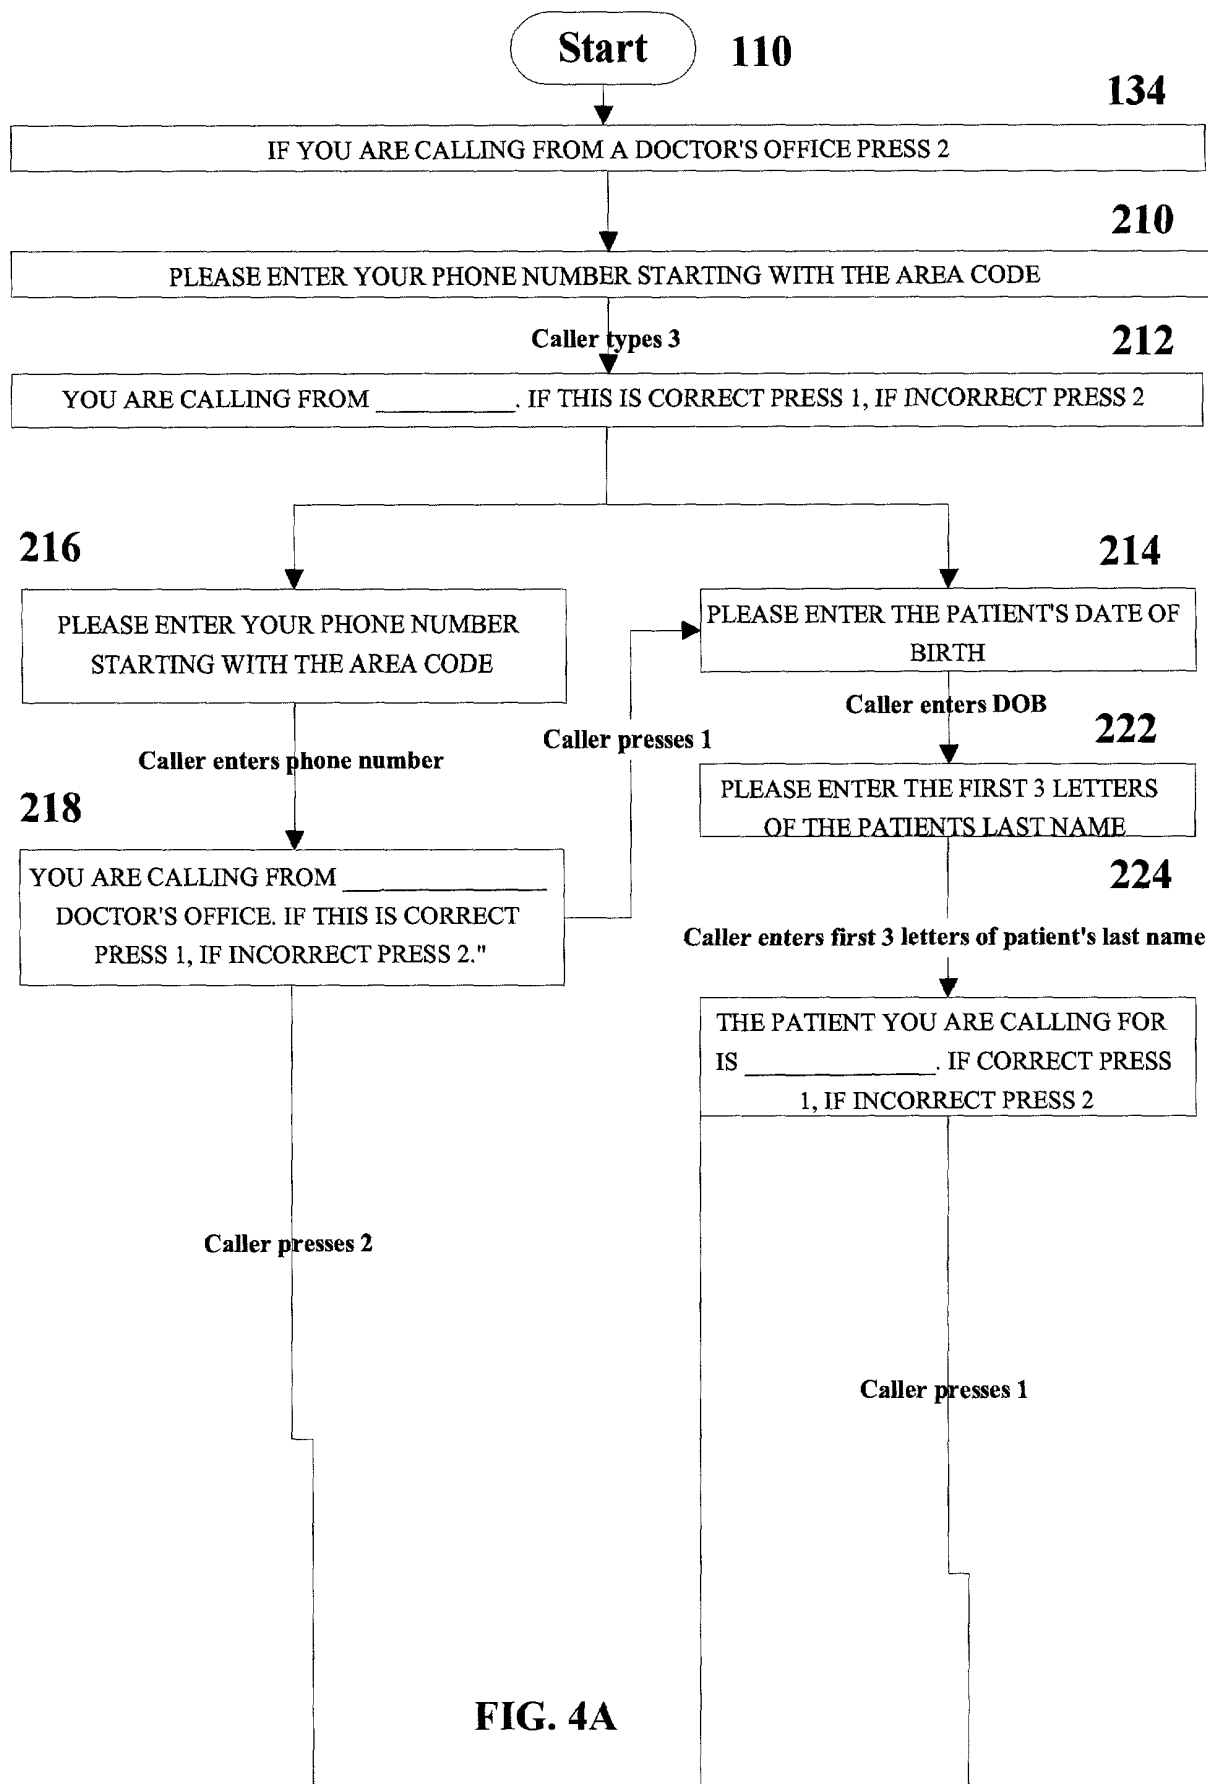 Start
110
134
IF YOU ARE CALLING FROM A DOCTOR'S OFFICE PRESS 2
210
PLEASE ENTER YOUR PHONE NUMBER STARTING WITH THE AREA CODE
Caller types 3
212
YOU ARE CALLING FROM ___________. IF THIS IS CORRECT PRESS 1, IF INCORRECT PRESS 2
216
PLEASE ENTER YOUR PHONE NUMBER
STARTING WITH THE AREA CODE
214
PLEASE ENTER THE PATIENT'S DATE OF
BIRTH
Caller enters DOB
Caller presses 1
222
Caller enters phone number
PLEASE ENTER THE FIRST 3 LETTERS
OF THE PATIENTS LAST NAME
218
YOU ARE CALLING FROM ________________
DOCTOR'S OFFICE. IF THIS IS CORRECT
PRESS 1, IF INCORRECT PRESS 2."
224
Caller enters first 3 letters of patient's last name
THE PATIENT YOU ARE CALLING FOR
IS _______________. IF CORRECT PRESS
1, IF INCORRECT PRESS 2
Caller presses 2
Caller presses 1
FIG. 4A